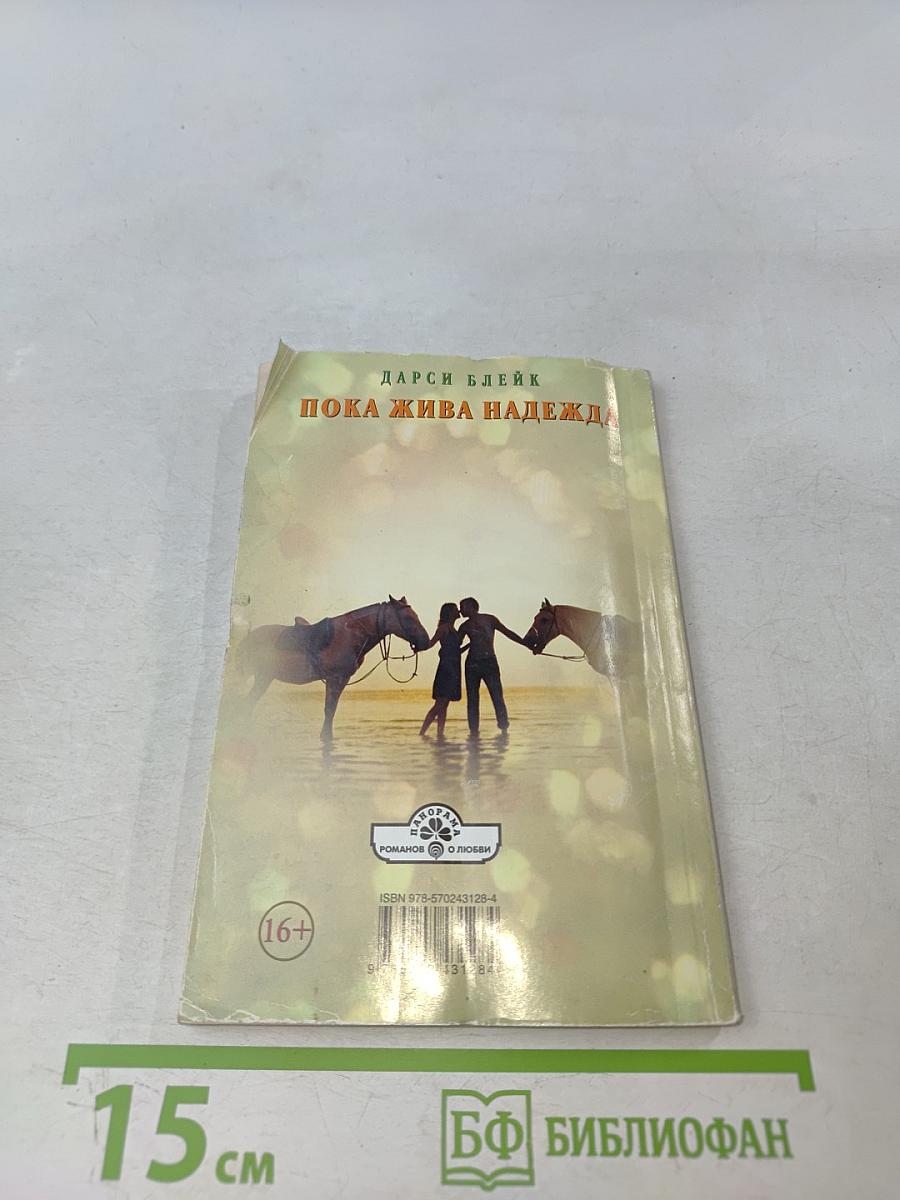 ДАРСИ БЛЕЙК
ПОКА ЖИВА НАДЕЖДА
ПАНОРАМА
РОМАНОВ О ЛЮБВИ
ISBN 978-570243128-4
16+
15 см
БФ БИБЛИОФАН